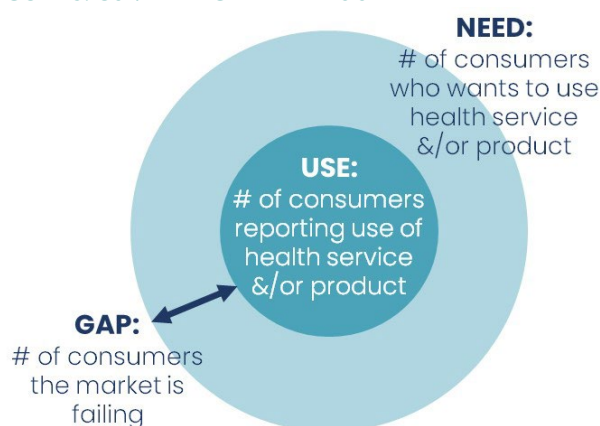 NEED:
# of consumers
who wants to use
health service
&/or product
USE:
# of consumers
reporting use of
health service
&/or product
GAP:
# of consumers
the market is
failing